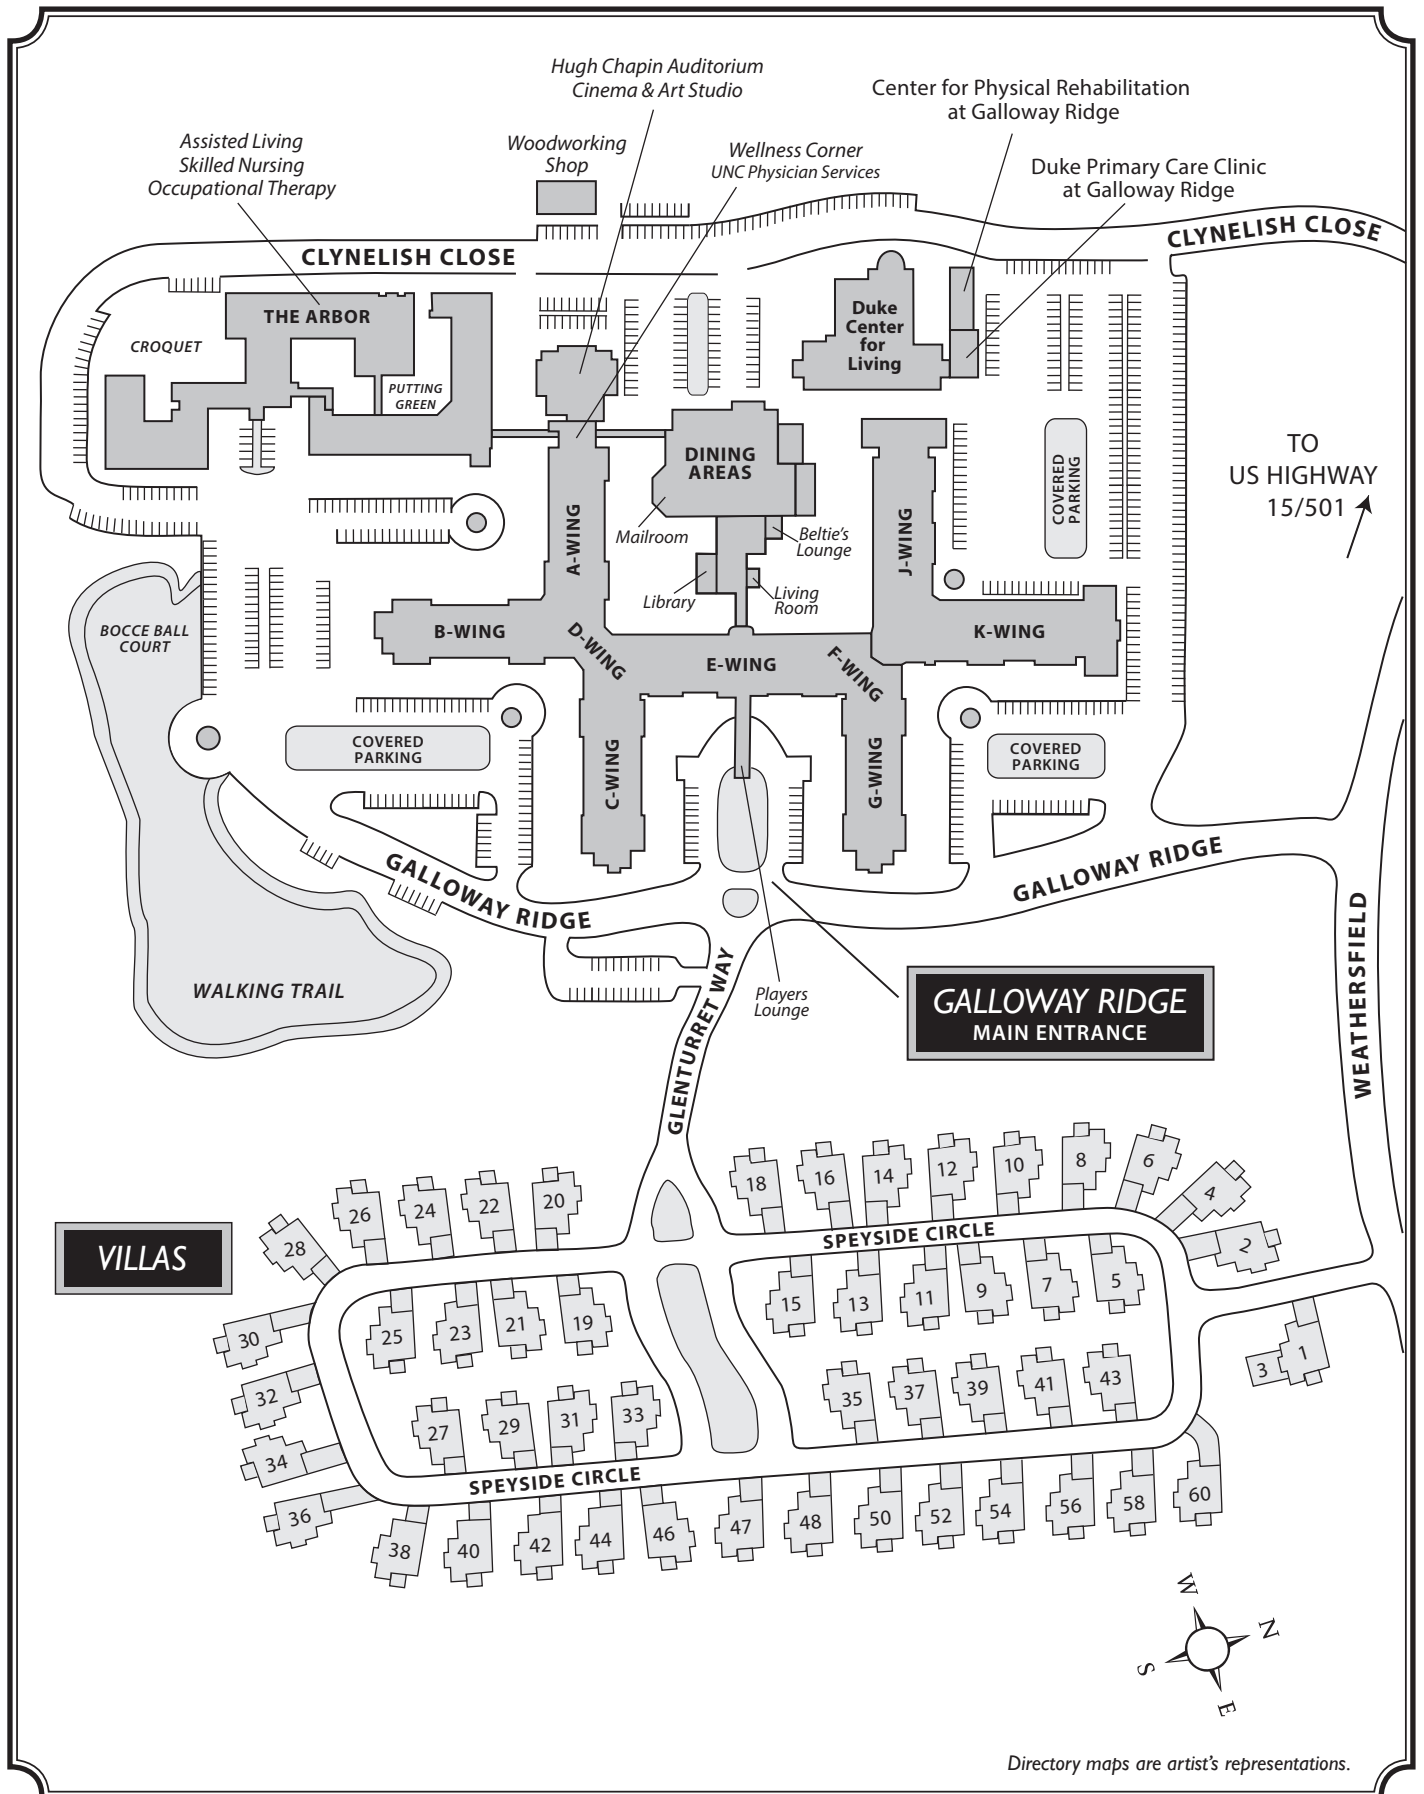 Hugh Chapin Auditorium
Cinema & Art Studio
Center for Physical Rehabilitation
at Galloway Ridge
Assisted Living
Skilled Nursing
Occupational Therapy
Woodworking
Shop
Wellness Corner
UNC Physician Services
Duke Primary Care Clinic
at Galloway Ridge
CLYNELISH CLOSE
CLYNELISH CLOSE
THE ARBOR
CROQUET
PUTTING
GREEN
Duke
Center
for
Living
DINING
AREAS
Mailroom
Beltie's
Lounge
Library
Living
Room
COVERED
PARKING
TO
US HIGHWAY
15/501
A-WING
J-WING
BOCCE BALL
COURT
B-WING
D-WING
E-WING
F-WING
K-WING
COVERED
PARKING
C-WING
G-WING
COVERED
PARKING
GALLOWAY RIDGE
GALLOWAY RIDGE
WALKING TRAIL
Players
Lounge
GLENTURRET WAY
GALLOWAY RIDGE
MAIN ENTRANCE
WEATHERSFIELD
VILLAS
28
26
24
22
20
18
16
14
12
10
8
6
4
2
SPEYSIDE CIRCLE
30
25
23
21
19
15
13
11
9
7
5
1
3
32
34
36
27
29
31
33
35
37
39
41
43
SPEYSIDE CIRCLE
38
40
42
44
46
47
48
50
52
54
56
58
60
W
N
S
E
Directory maps are artist's representations.